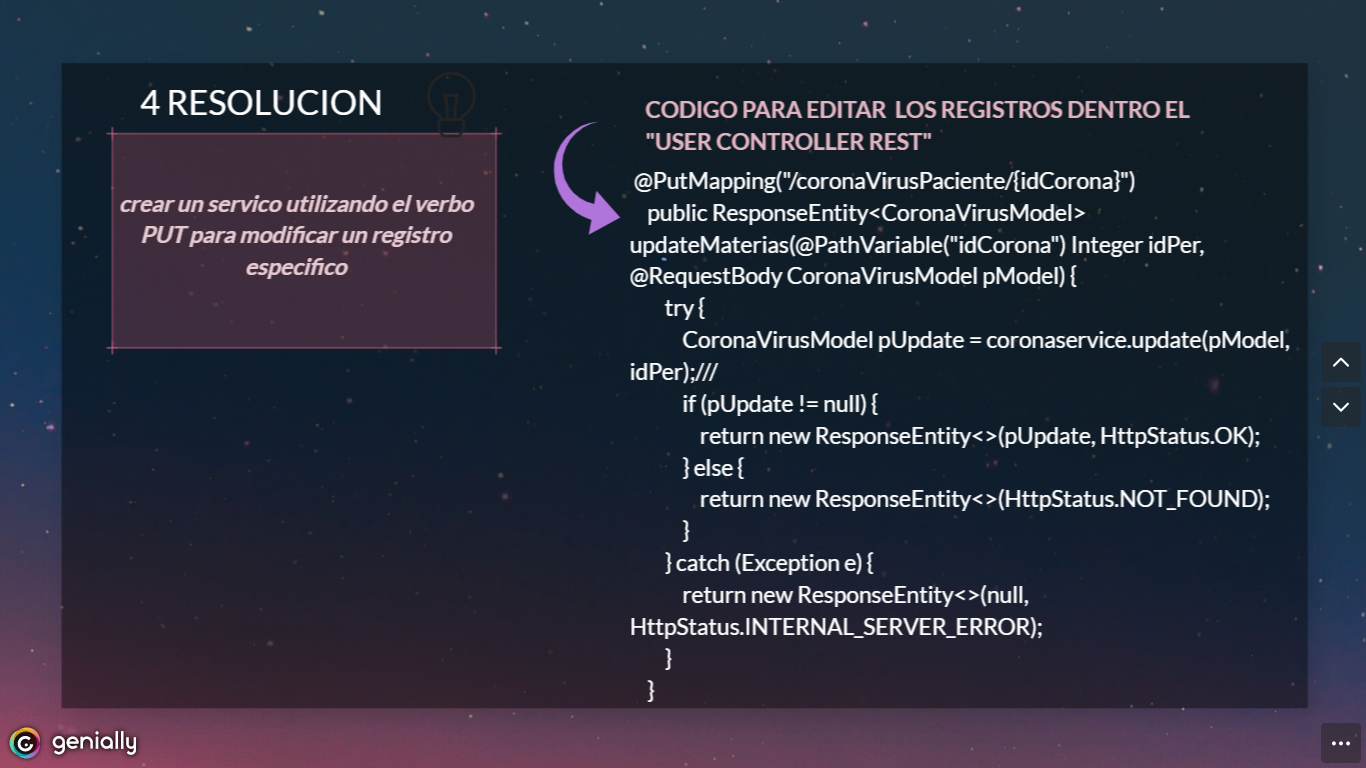 4 RESOLUCION
crear un servico utilizando el verbo
PUT para modificar un registro
especifico
CODIGO PARA EDITAR  LOS REGISTROS DENTRO EL
"USER CONTROLLER REST"
@PutMapping("/coronaVirusPaciente/{idCorona}")
public ResponseEntity<CoronaVirusModel>
updateMaterias(@PathVariable("idCorona") Integer idPer,
@RequestBody CoronaVirusModel pModel) {
try {
CoronaVirusModel pUpdate = coronaservice.update(pModel,
idPer);///
if (pUpdate != null) {
return new ResponseEntity<>(pUpdate, HttpStatus.OK);
} else {
return new ResponseEntity<>(HttpStatus.NOT_FOUND);
}
} catch (Exception e) {
return new ResponseEntity<>(null,
HttpStatus.INTERNAL_SERVER_ERROR);
}
}
genially